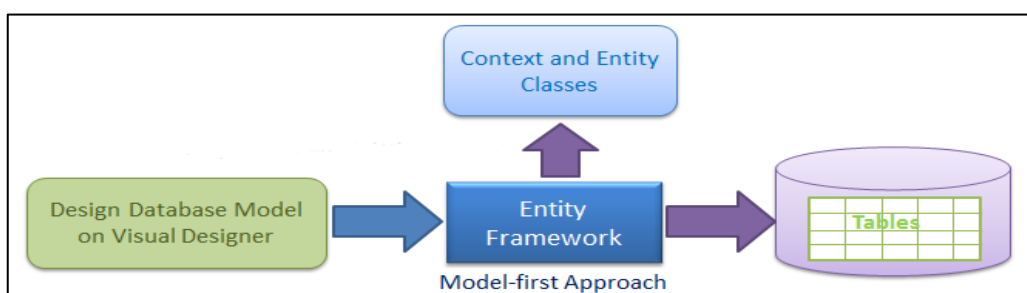 Context and Entity
Classes
Design Database Model
on Visual Designer
Entity
Framework
Tables
Model-first Approach